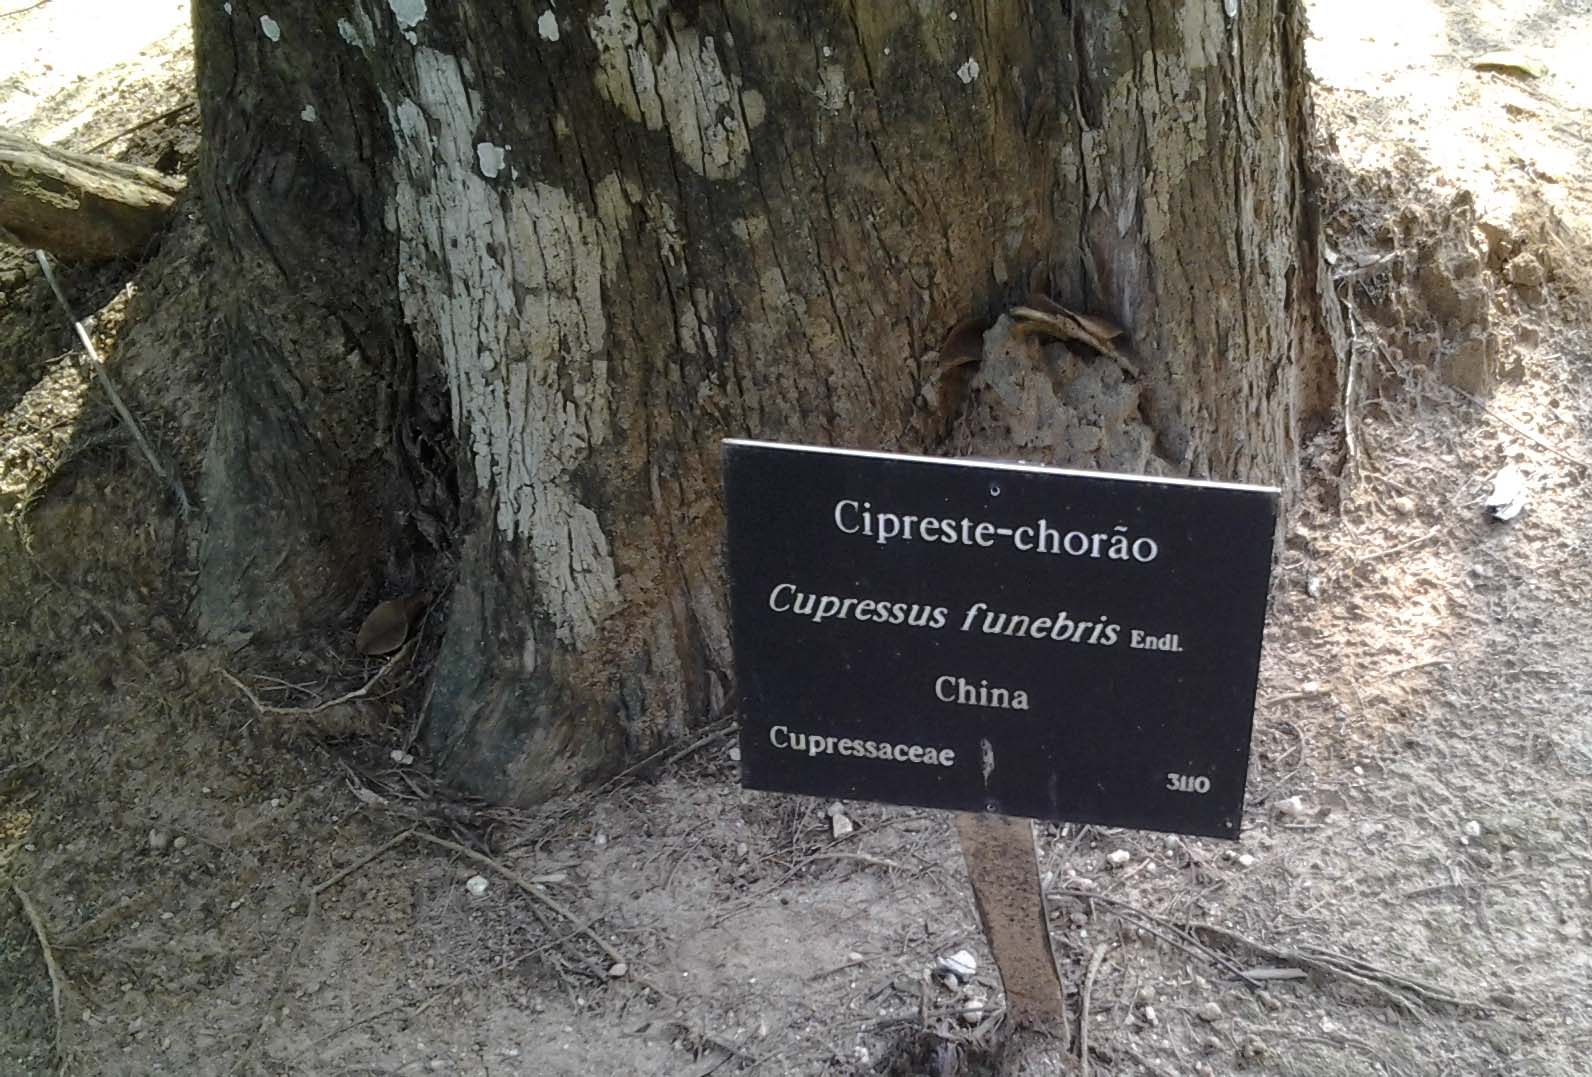 Cipreste-chorão
Cupressus funebris Endl.
China
Cupressaceae
3110